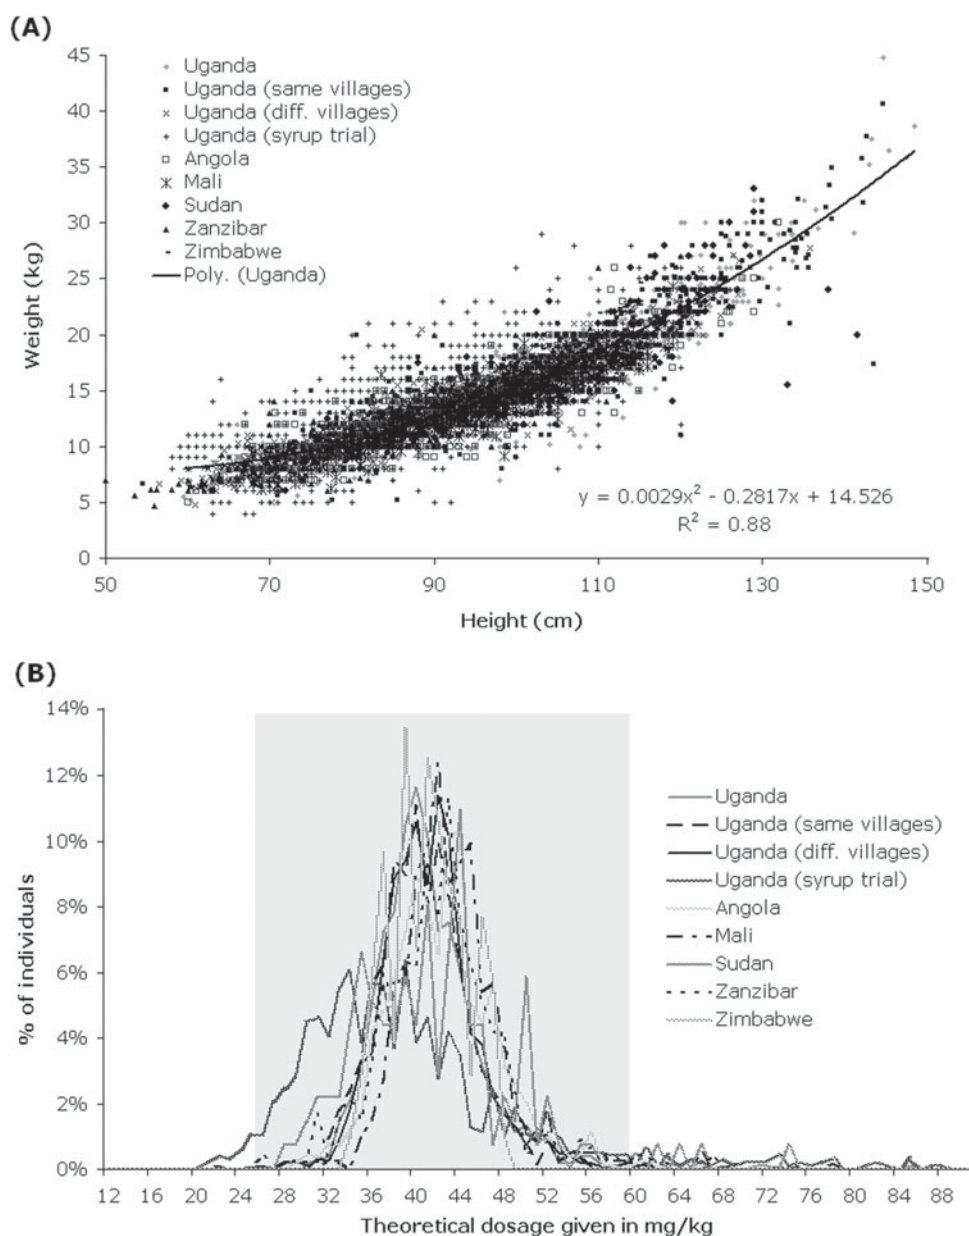 (A)
45
40
35
30
25
20
15
10
5
0
Weight (kg)
Uganda
Uganda (same villages)
Uganda (diff. villages)
Uganda (syrup trial)
Angola
Mali
Sudan
Zanzibar
Zimbabwe
Poly. (Uganda)
y = 0.0029x² - 0.2817x + 14.526
R² = 0.88
50 70 90 110 130 150
Height (cm)
(B)
14%
12%
10%
8%
6%
4%
2%
0%
% of individuals
Uganda
Uganda (same villages)
Uganda (diff. villages)
Uganda (syrup trial)
Angola
Mali
Sudan
Zanzibar
Zimbabwe
12 16 20 24 28 32 36 40 44 48 52 56 60 64 68 72 76 80 84 88
Theoretical dosage given in mg/kg